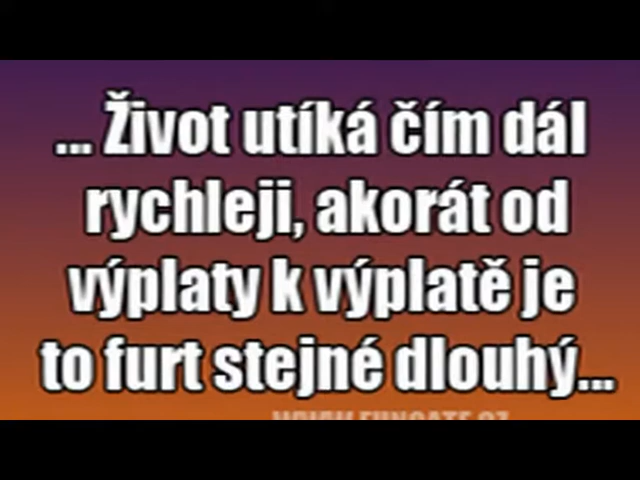 ... Život utíká čím dál
rychleji, akorát od
výplaty k výplatě je
to furt stejné dlouhý...